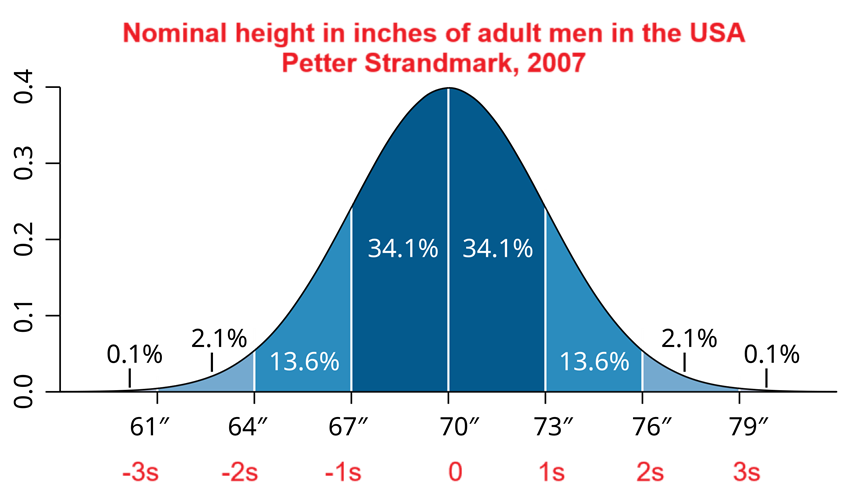 Nominal height in inches of adult men in the USA
Petter Strandmark, 2007
0.4
0.3
0.2
0.1
0.0
34.1% 34.1%
0.1% 2.1% 13.6% 13.6% 2.1% 0.1%
61″ 64″ 67″ 70″ 73″ 76″ 79″
-3s -2s -1s 0 1s 2s 3s